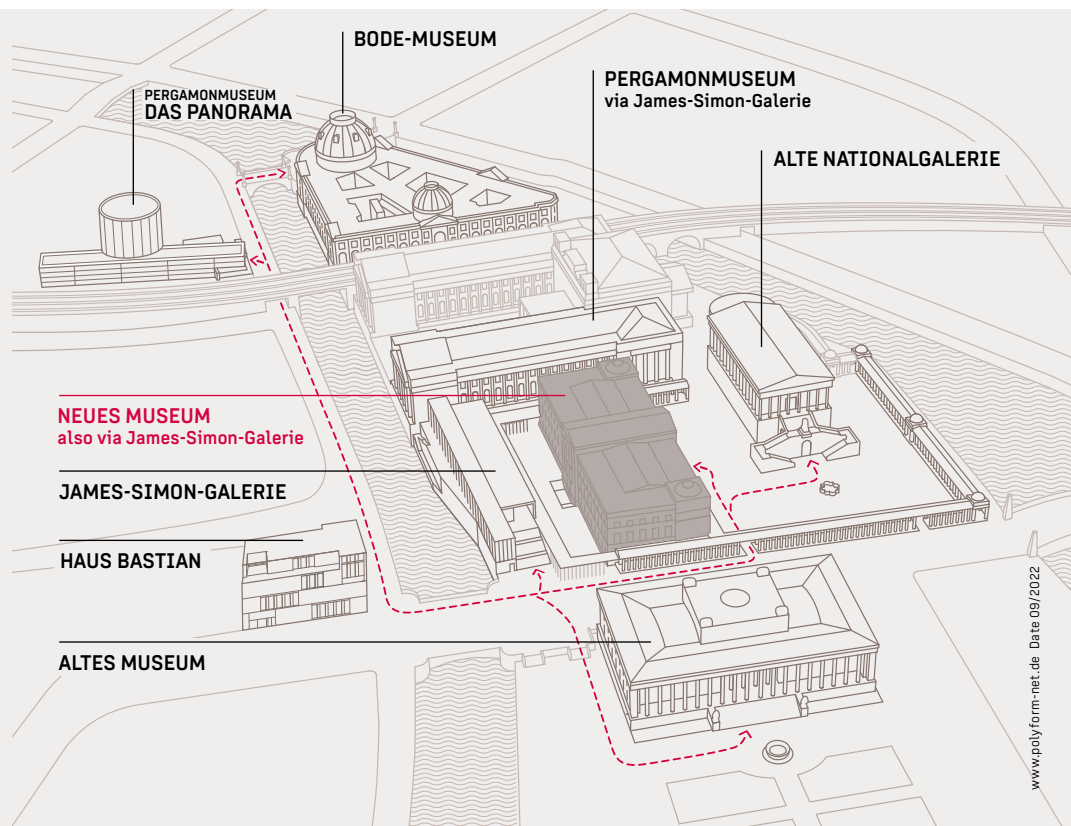 BODE-MUSEUM
PERGAMONMUSEUM
DAS PANORAMA
PERGAMONMUSEUM
via James-Simon-Galerie
ALTE NATIONALGALERIE
NEUES MUSEUM
also via James-Simon-Galerie
JAMES-SIMON-GALERIE
HAUS BASTIAN
ALTES MUSEUM
www.polyform-net.de Date 09/2022